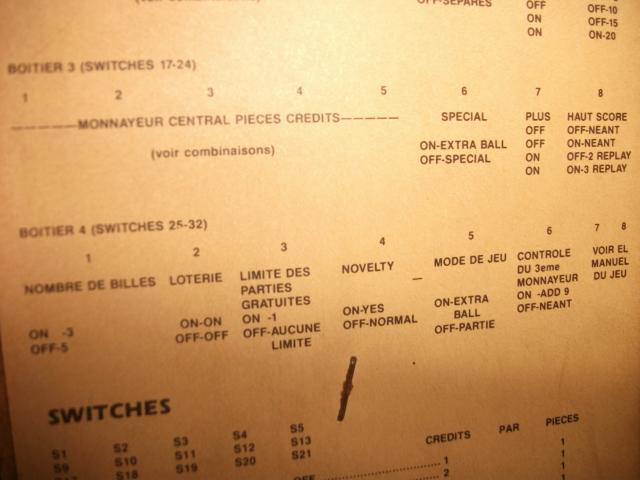 (voir combinaisons) OFF-SEPARES OFF OFF-10
ON OFF-15
ON ON-20
BOITIER 3 (SWITCHES 17-24)
1 2 3 4 5 6 7 8
—————MONNAYEUR CENTRAL PIECES CREDITS————— SPECIAL PLUS HAUT SCORE
OFF OFF-NEANT
(voir combinaisons) ON-EXTRA BALL OFF ON-NEANT
OFF-SPECIAL ON OFF-2 REPLAY
ON ON-3 REPLAY
BOITIER 4 (SWITCHES 25-32)
1 2 3 4 5 6 7 8
NOMBRE DE BILLES LOTERIE LIMITE DES NOVELTY MODE DE JEU CONTROLE VOIR EL
PARTIES — DU 3eme MANUEL
GRATUITES MONNAYEUR DU JEU
ON -3 ON-ON ON -1 ON-YES ON-EXTRA ON -ADD 9
OFF-5 OFF-OFF OFF-AUCUNE OFF-NORMAL BALL OFF-NEANT
LIMITE OFF-PARTIE
SWITCHES
S1 S2 S3 S4 S5 CREDITS PAR PIECES
S9 S10 S11 S12 S13 1 1
S18 S19 S20 S21 OFF 2 1